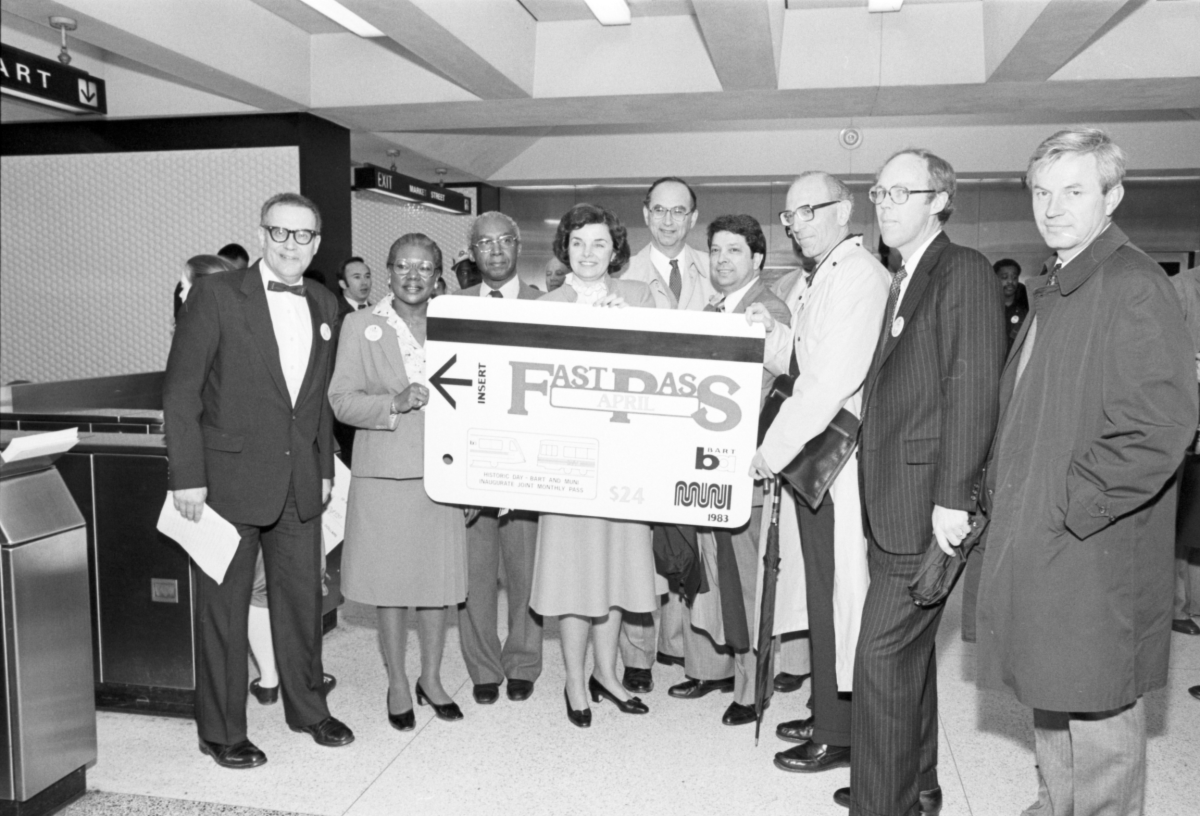 ART
EXIT MARKET STREET
INSERT
FAST PASS
APRIL
HISTORIC DAY · BART AND MUNI
INAUGURATE JOINT MONTHLY PASS
$24
BART
ba
MUNI
1983